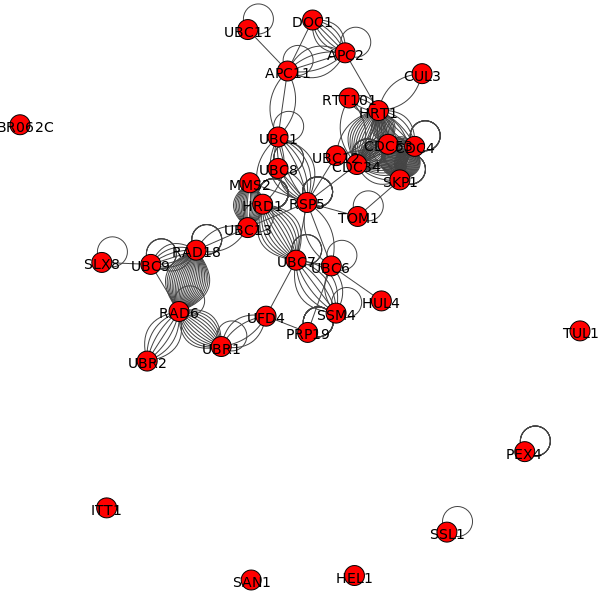 DOC1
UBC11
APC2
APC11
CUL3
RTT101
HRT1
BR062C
UBC1
CDC4
CDC34
SKP1
UBC8
MMS2
HRD1
RSP5
TOM1
UBC13
RAD18
SLX8
UBC9
UBC7
UBC6
HUL4
RAD6
SSM4
UFD4
PRP19
TUL1
UBR1
UBR2
PEX4
ITT1
SSL1
SAN1
HEL1